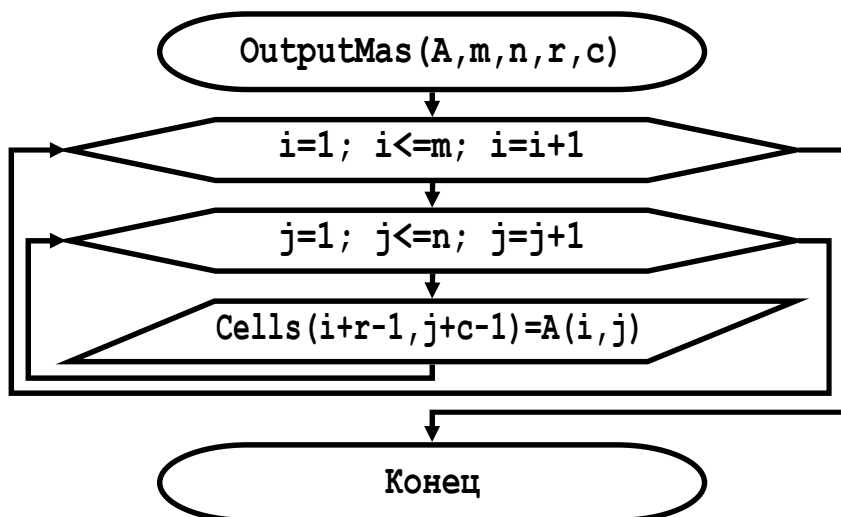 OutputMas(A,m,n,r,c)
i=1; i<=m; i=i+1
j=1; j<=n; j=j+1
Cells(i+r-1,j+c-1)=A(i,j)
Конец